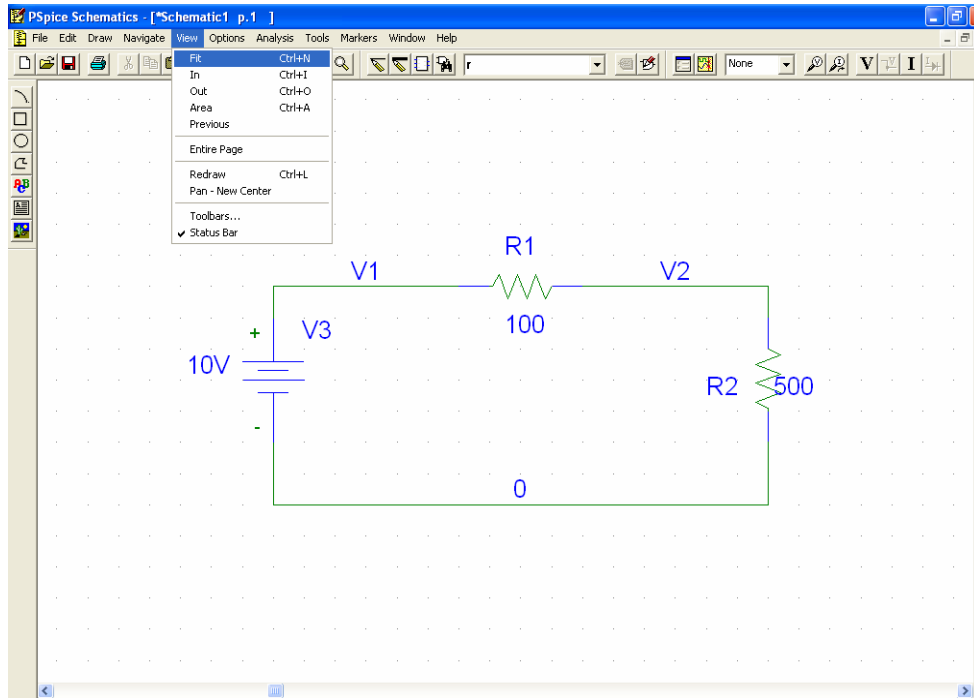 PSpice Schematics - [*Schematic1 p.1 ]
File Edit Draw Navigate View Options Analysis Tools Markers Window Help
r None V I
Fit Ctrl+N
In Ctrl+I
Out Ctrl+O
Area Ctrl+A
Previous
Entire Page
Redraw Ctrl+L
Pan - New Center
Toolbars...
Status Bar
R1
V1 V2
100
+ V3
10V
R2 500
-
0